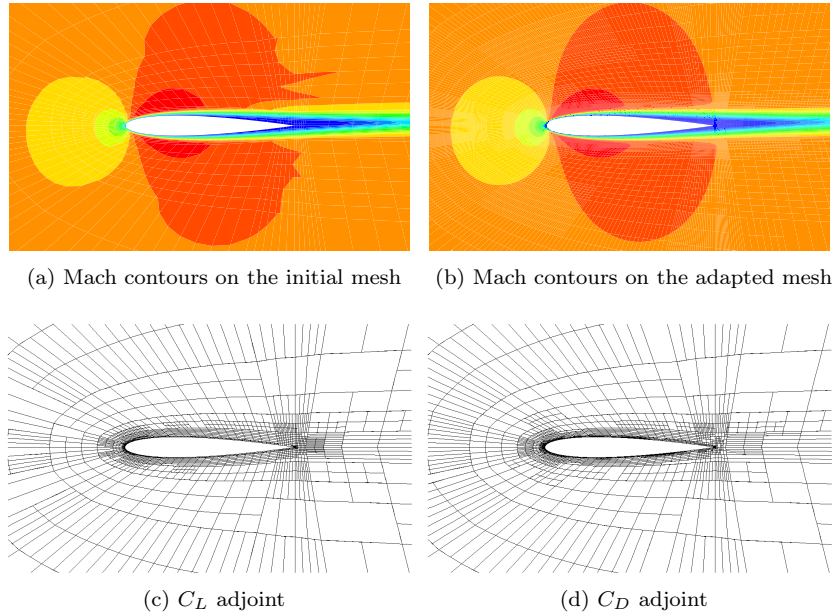 (a) Mach contours on the initial mesh
(b) Mach contours on the adapted mesh
(c) C_L adjoint
(d) C_D adjoint